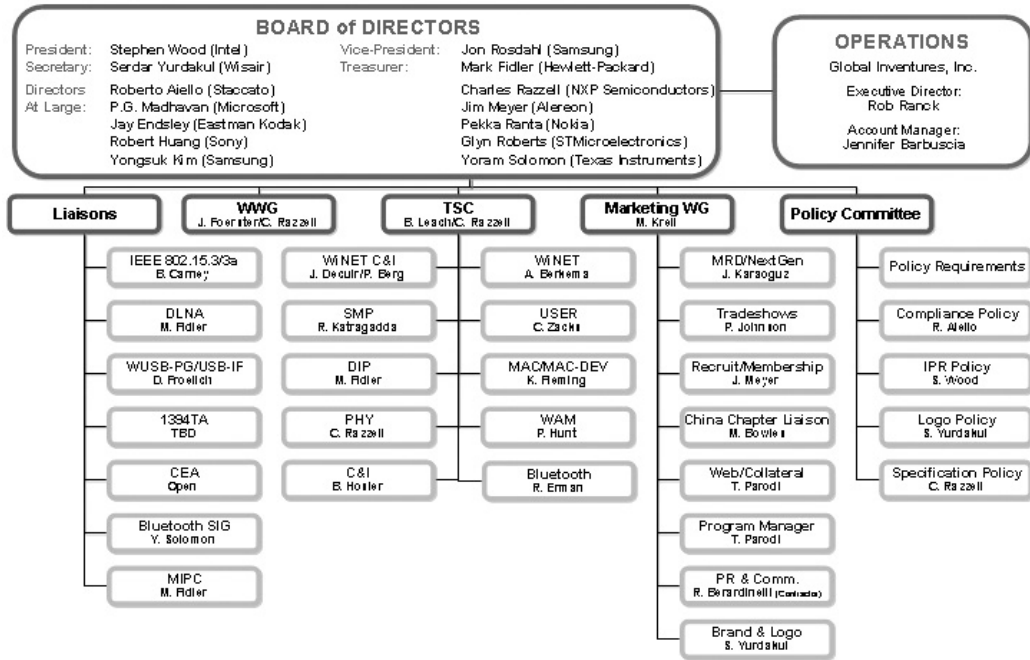 BOARD of DIRECTORS
President: Stephen Wood (Intel) Vice-President: Jon Rosdahl (Samsung)
Secretary: Serdar Yurdakul (Wisair) Treasurer: Mark Fidler (Hewlett-Packard)
Directors Roberto Aiello (Staccato) Charles Razzell (NXP Semiconductors)
At Large: P.G. Madhavan (Microsoft) Jim Meyer (Alereon)
Jay Endsley (Eastman Kodak) Pekka Ranta (Nokia)
Robert Huang (Sony) Glyn Roberts (STMicroelectronics)
Yongsuk Kim (Samsung) Yoram Solomon (Texas Instruments)
OPERATIONS
Global Inventures, Inc.
Executive Director:
Rob Ranck
Account Manager:
Jennifer Barbuscia
Liaisons
WWG
J. Foerster/C. Razzell
TSC
B. Leach/C. Razzell
Marketing WG
M. Krell
Policy Committee
IEEE 802.15.3/3a
B. Carney
DLNA
M. Fidler
WUSB-PG/USB-IF
D. Froelich
1394TA
TBD
CEA
Open
Bluetooth SIG
Y. Solomon
MIPC
M. Fidler
WiNET C&I
J. Decuir/P. Berg
SMP
R. Katragadda
DIP
M. Fidler
PHY
C. Razzell
C&I
B.
WiNET
A. Berkema
USER
C. Zacks
MAC/MAC-DEV
K. Fleming
WAM
P. Hunt
Bluetooth
R. Erman
MRD/NextGen
J. Karaoguz
Tradeshows
P. Johnson
Recruit/Membership
J. Meyer
China Chapter Liaison
M. Bowles
Web/Collateral
T. Parodi
Program Manager
T. Parodi
PR & Comm.
R. Berardinelli (Contractor)
Brand & Logo
S. Yurdakul
Policy Requirements
Compliance Policy
R. Aiello
IPR Policy
S. Wood
Logo Policy
S. Yurdakul
Specification Policy
C. Razzell